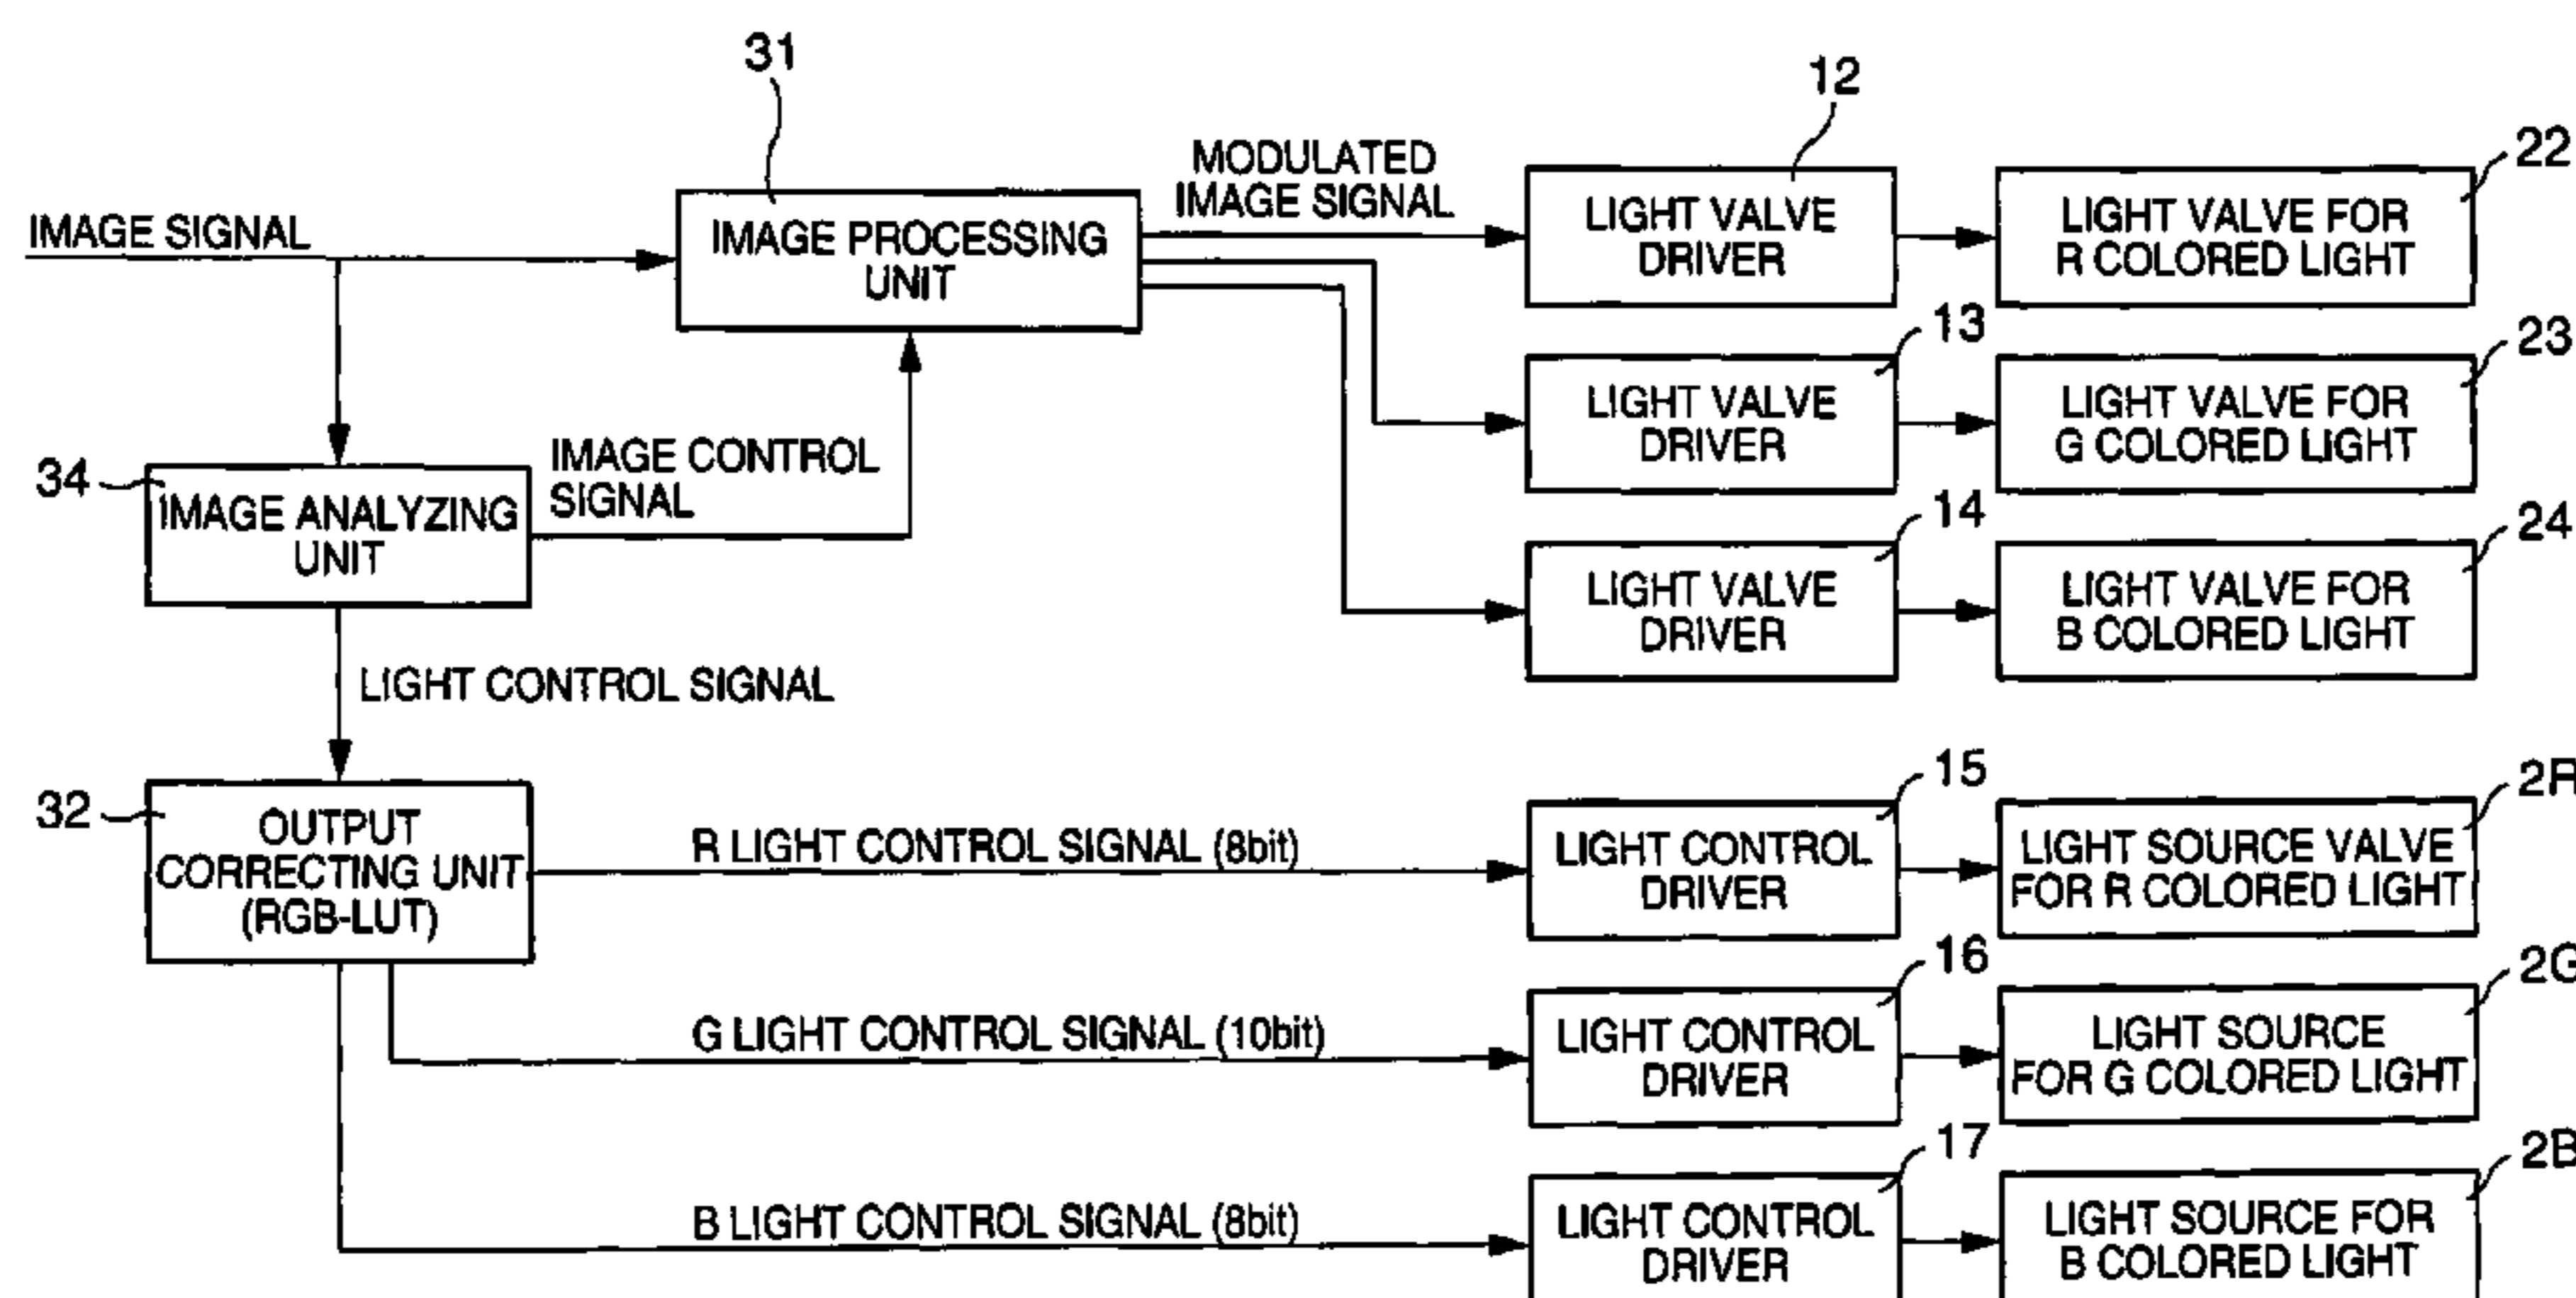 31
12
22
MODULATED
IMAGE SIGNAL
IMAGE SIGNAL
IMAGE PROCESSING
UNIT
LIGHT VALVE
DRIVER
LIGHT VALVE FOR
R COLORED LIGHT
13
23
LIGHT VALVE
DRIVER
LIGHT VALVE FOR
G COLORED LIGHT
34
IMAGE ANALYZING
UNIT
IMAGE CONTROL
SIGNAL
14
24
LIGHT VALVE
DRIVER
LIGHT VALVE FOR
B COLORED LIGHT
LIGHT CONTROL SIGNAL
32
OUTPUT
CORRECTING UNIT
(RGB-LUT)
15
2R
R LIGHT CONTROL SIGNAL (8bit)
LIGHT CONTROL
DRIVER
LIGHT SOURCE VALVE
FOR R COLORED LIGHT
16
2G
G LIGHT CONTROL SIGNAL (10bit)
LIGHT CONTROL
DRIVER
LIGHT SOURCE
FOR G COLORED LIGHT
17
2B
B LIGHT CONTROL SIGNAL (8bit)
LIGHT CONTROL
DRIVER
LIGHT SOURCE FOR
B COLORED LIGHT